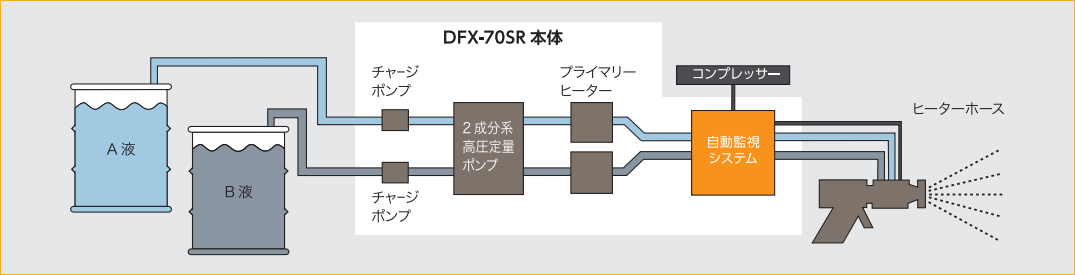 DFX-70SR 本体
A液
B液
チャージ
ポンプ
チャージ
ポンプ
2成分系
高圧定量
ポンプ
プライマリー
ヒーター
コンプレッサー
自動監視
システム
ヒーターホース